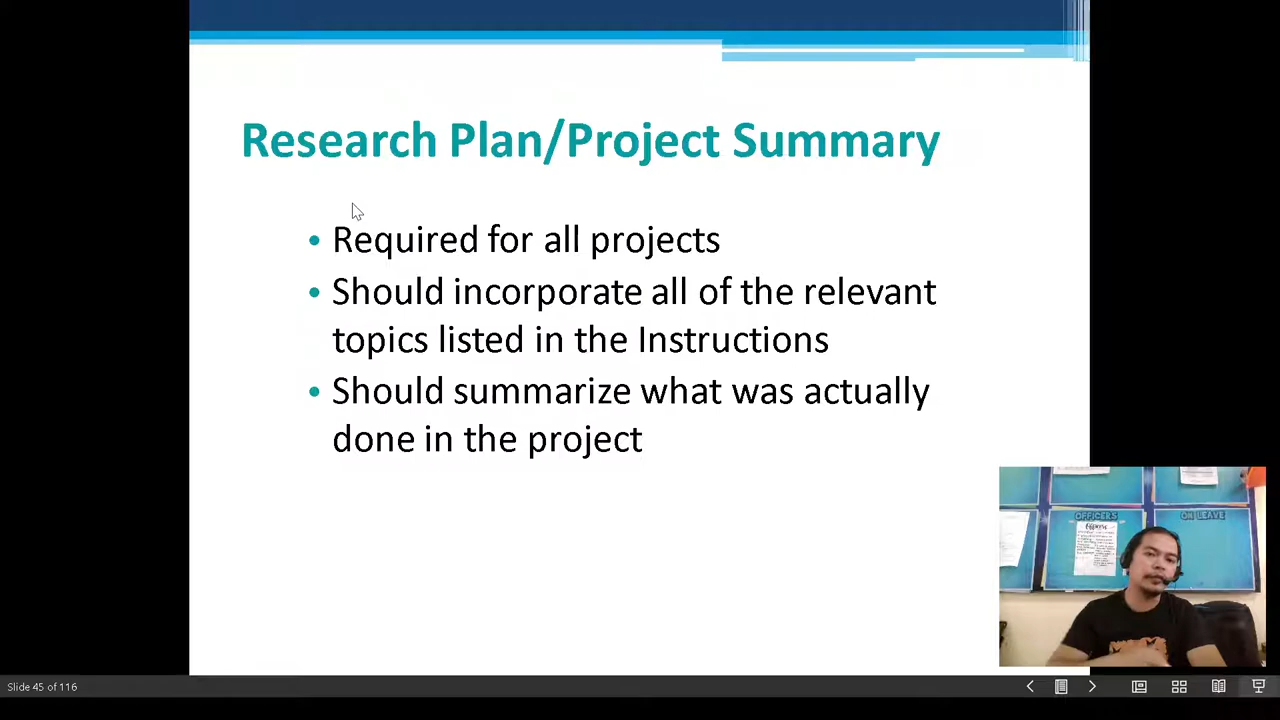 Research Plan/Project Summary
• Required for all projects
• Should incorporate all of the relevant
topics listed in the Instructions
• Should summarize what was actually
done in the project
OFFICERS
ON LEAVE
Slide 45 of 116